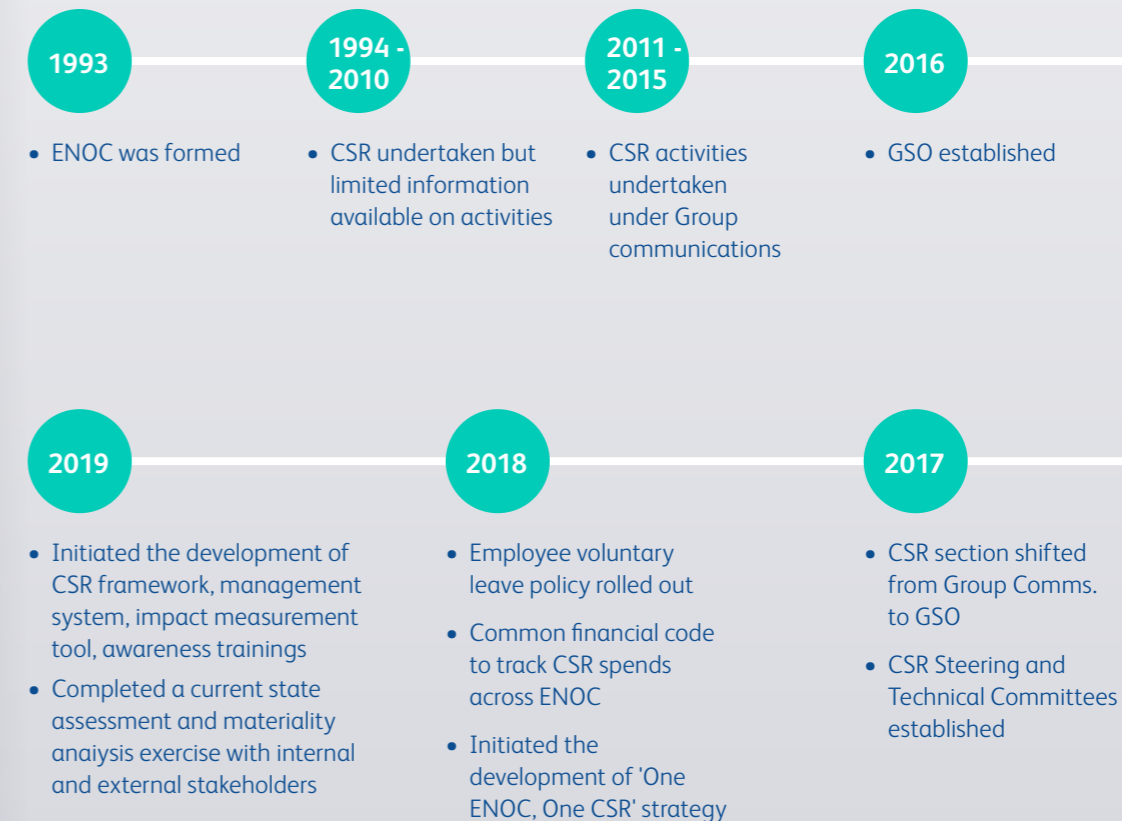 1993
• ENOC was formed
1994 -
2010
• CSR undertaken but
limited information
available on activities
2011 -
2015
• CSR activities
undertaken
under Group
communications
2016
• GSO established
2019
• Initiated the development of
CSR framework, management
system, impact measurement
tool, awareness trainings
• Completed a current state
assessment and materiality
anaiysis exercise with internal
and external stakeholders
2018
• Employee voluntary
leave policy rolled out
• Common financial code
to track CSR spends
across ENOC
• Initiated the
development of 'One
ENOC, One CSR' strategy
2017
• CSR section shifted
from Group Comms.
to GSO
• CSR Steering and
Technical Committees
established